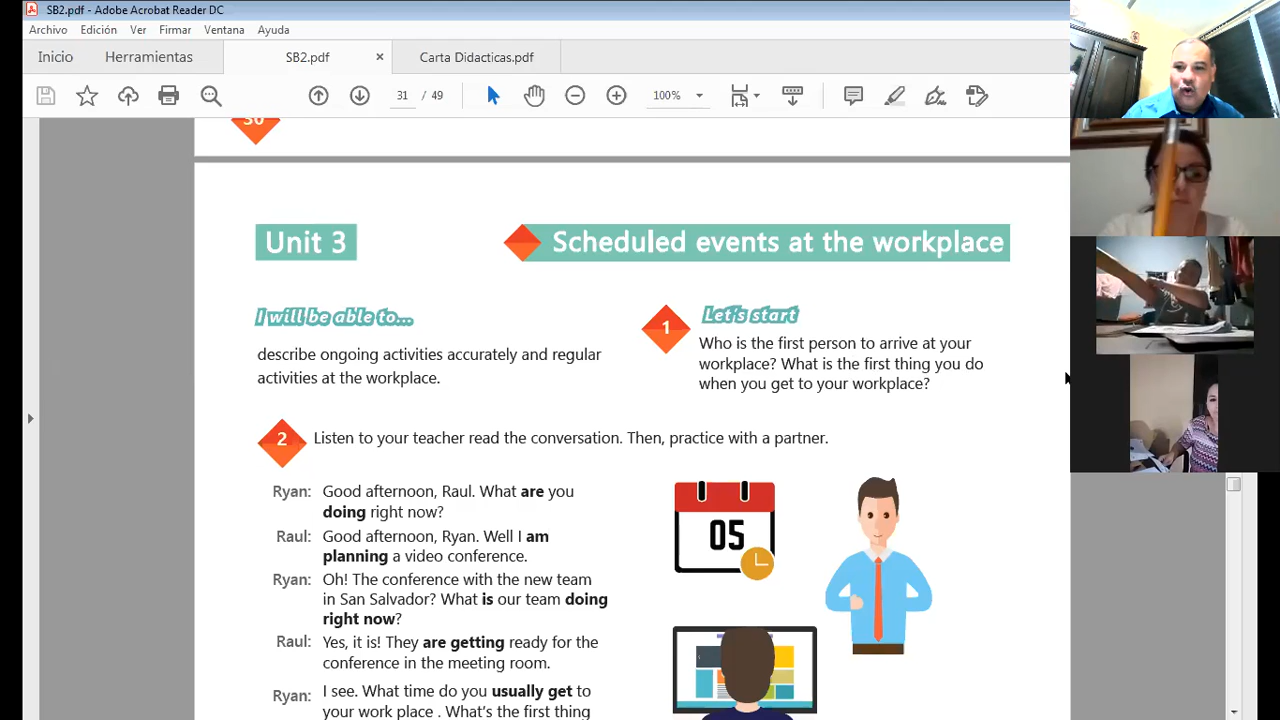 SB2.pdf - Adobe Acrobat Reader DC
Archivo Edición Ver Firmar Ventana Ayuda
Inicio Herramientas SB2.pdf × Carta Didacticas.pdf
31 / 49 100%
30
Unit 3 Scheduled events at the workplace
I will be able to...
describe ongoing activities accurately and regular
activities at the workplace.
1 Let's start
Who is the first person to arrive at your
workplace? What is the first thing you do
when you get to your workplace?
2 Listen to your teacher read the conversation. Then, practice with a partner.
Ryan: Good afternoon, Raul. What are you
doing right now?
Raul: Good afternoon, Ryan. Well I am
planning a video conference.
Ryan: Oh! The conference with the new team
in San Salvador? What is our team doing
right now?
Raul: Yes, it is! They are getting ready for the
conference in the meeting room.
Ryan: I see. What time do you usually get to
your work place . What's the first thing
05